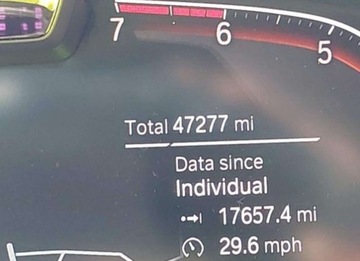 7 6 5
Total 47277 mi
Data since
Individual
17657.4 mi
29.6 mph